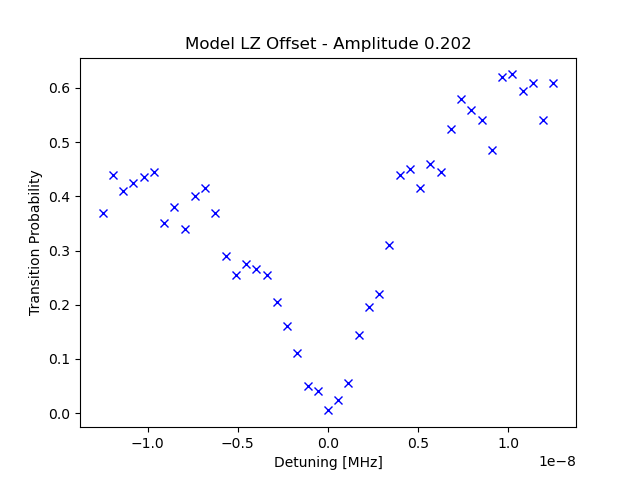 Model LZ Offset - Amplitude 0.202
Transition Probability
0.6
0.5
0.4
0.3
0.2
0.1
0.0
−1.0 −0.5 0.0 0.5 1.0
Detuning [MHz]
1e−8